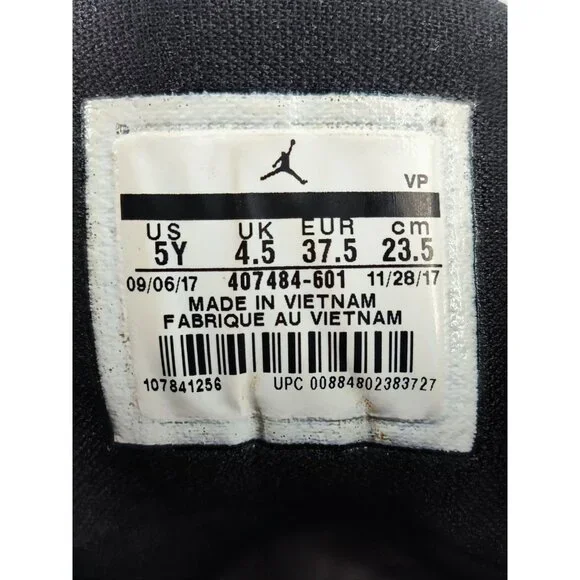 VP
US UK EUR cm
5Y 4.5 37.5 23.5
09/06/17 407484-601 11/28/17
MADE IN VIETNAM
FABRIQUE AU VIETNAM
107841256 UPC 00884802383727